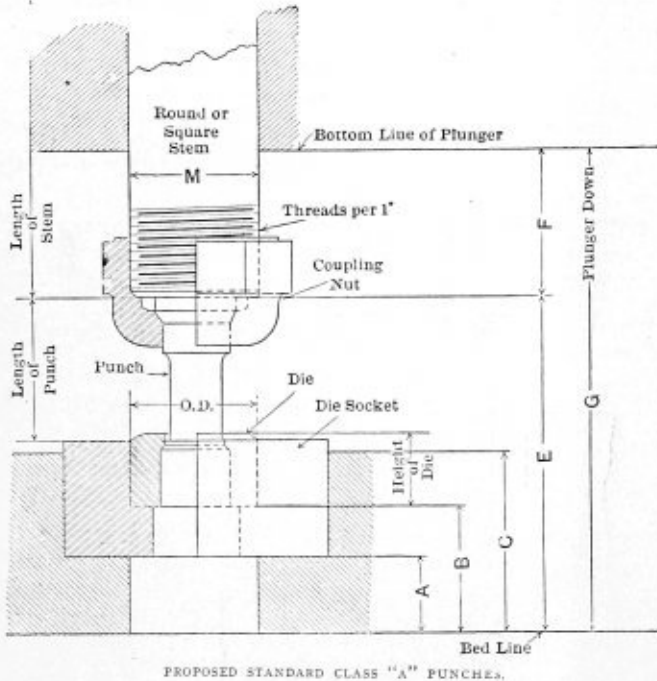 Round or
Square
Stem
Bottom Line of Plunger
M
Length
of
Stem
Threads per 1"
F
Plunger Down
Coupling
Nut
Length
of
Punch
Punch
Die
O.D.
Die Socket
G
E
Height
of
Die
C
B
A
Bed Line
PROPOSED STANDARD CLASS "A" PUNCHES.